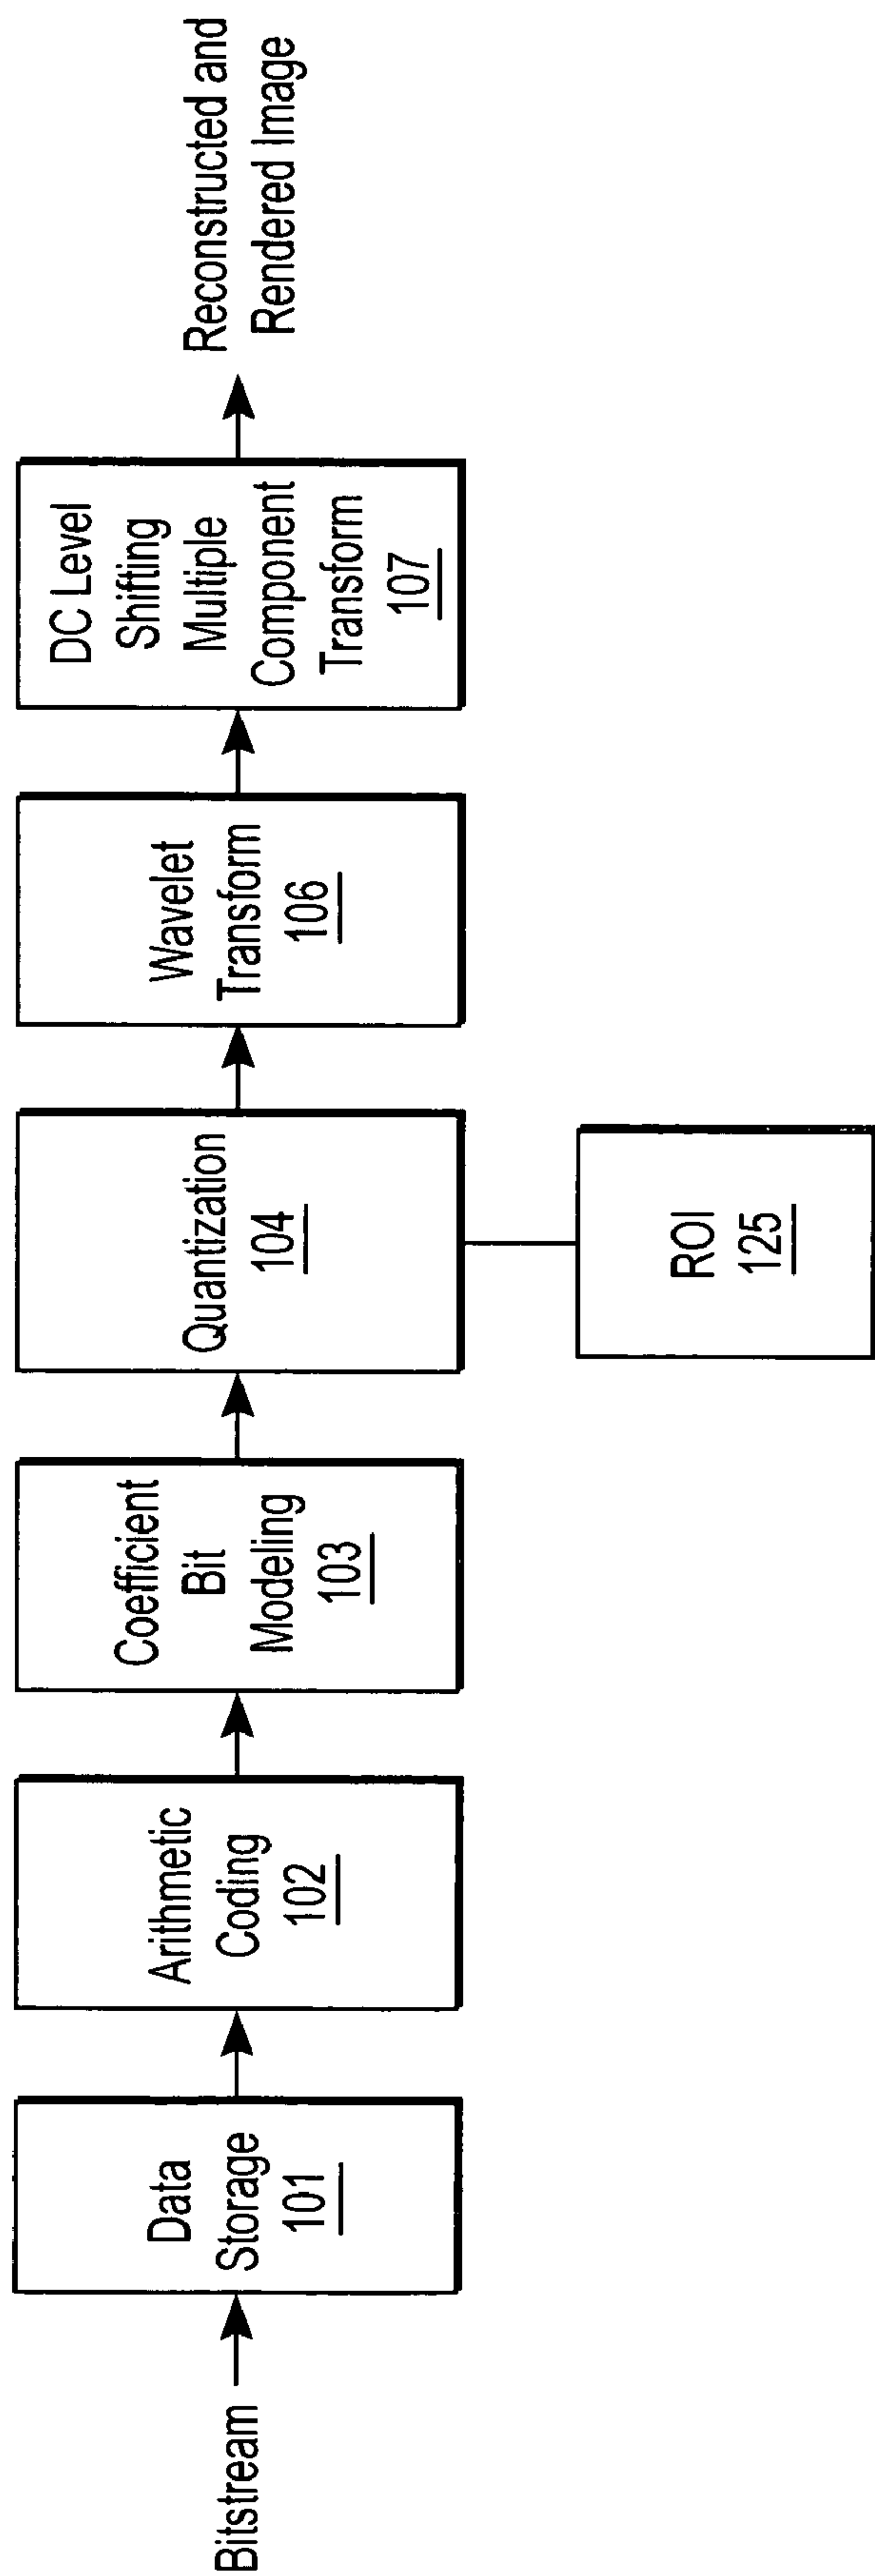 Bitstream
Data
Storage
101
Arithmetic
Coding
102
Coefficient
Bit
Modeling
103
Quantization
104
ROI
125
Wavelet
Transform
106
DC Level
Shifting
Multiple
Component
Transform
107
Reconstructed and
Rendered Image